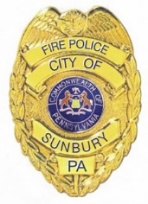 FIRE POLICE
CITY OF
COMMONWEALTH OF
PENNSYLVANIA
SUNBURY
PA